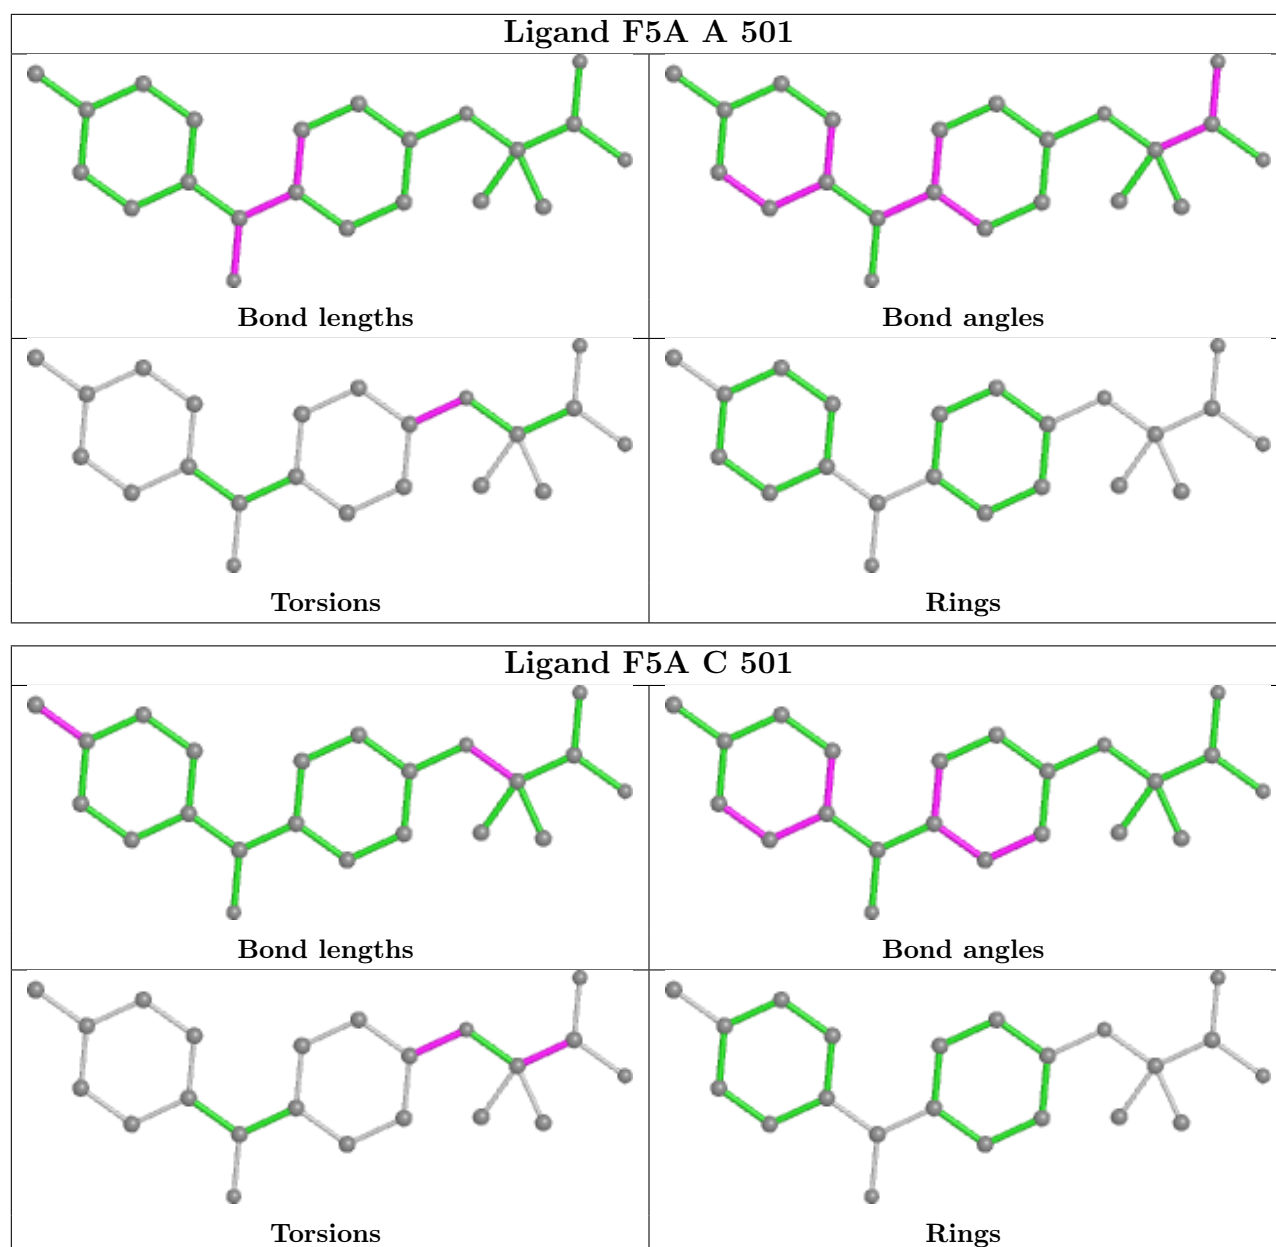 Ligand F5A A 501
Bond lengths
Bond angles
Torsions
Rings
Ligand F5A C 501
Bond lengths
Bond angles
Torsions
Rings